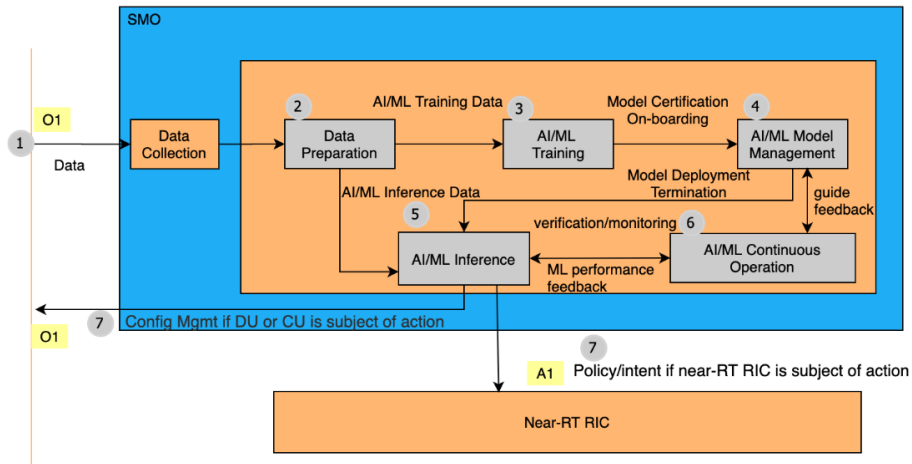 SMO
O1
1
Data
Data
Collection
2
Data
Preparation
AI/ML Training Data
3
AI/ML
Training
Model Certification
On-boarding
4
AI/ML Model
Management
AI/ML Inference Data
Model Deployment
Termination
guide
feedback
5
AI/ML Inference
verification/monitoring
6
AI/ML Continuous
Operation
ML performance
feedback
O1
7
Config Mgmt if DU or CU is subject of action
7
A1
Policy/intent if near-RT RIC is subject of action
Near-RT RIC